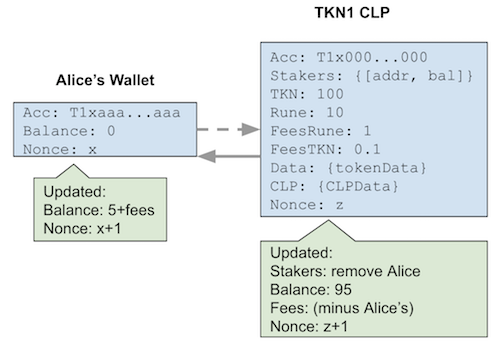 TKN1 CLP
Acc: T1x000...000
Stakers: {[addr, bal]}
TKN: 100
Rune: 10
FeesRune: 1
FeesTKN: 0.1
Data: {tokenData}
CLP: {CLPData}
Nonce: z
Alice's Wallet
Acc: T1xaaa...aaa
Balance: 0
Nonce: x
Updated:
Balance: 5+fees
Nonce: x+1
Updated:
Stakers: remove Alice
Balance: 95
Fees: (minus Alice's)
Nonce: z+1